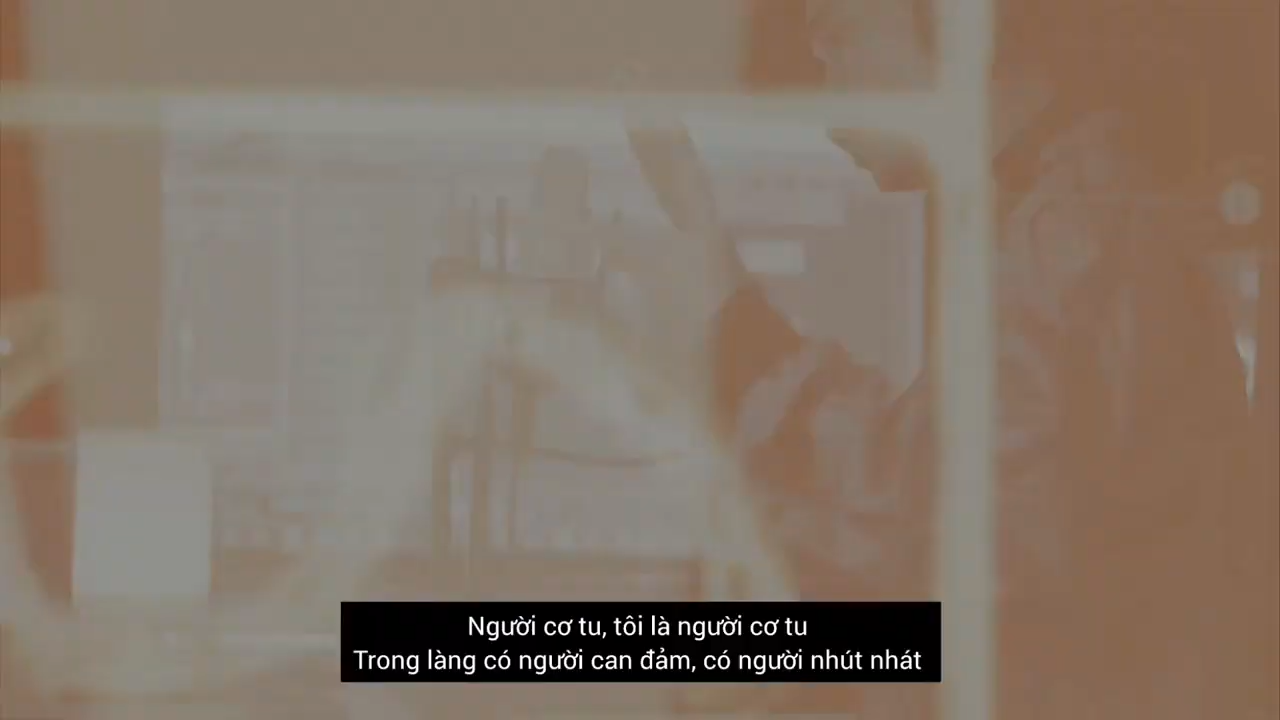 Người cơ tu, tôi là người cơ tu
Trong làng có người can đảm, có người nhút nhát